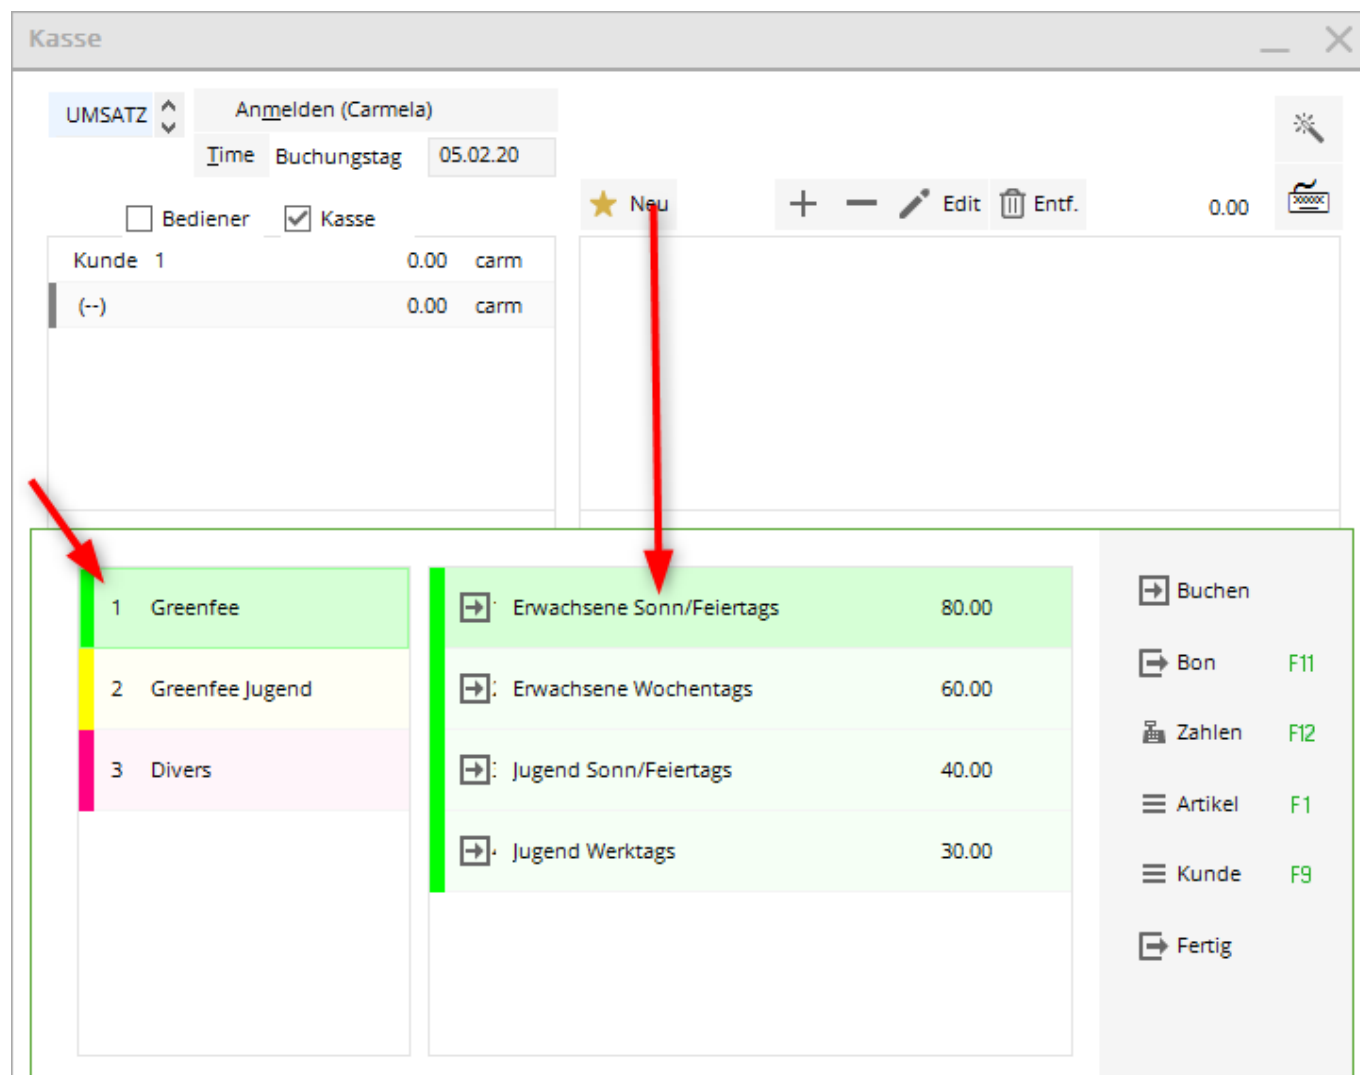 Kasse
UMSATZ Anmelden (Carmela)
Time Buchungstag 05.02.20
Bediener Kasse
Neu Edit Entf. 0.00
Kunde 1 0.00 carm
(--) 0.00 carm
1 Greenfee
2 Greenfee Jugend
3 Divers
Erwachsene Sonn/Feiertags 80.00
Erwachsene Wochentags 60.00
Jugend Sonn/Feiertags 40.00
Jugend Werktags 30.00
Buchen
Bon F11
Zahlen F12
Artikel F1
Kunde F9
Fertig